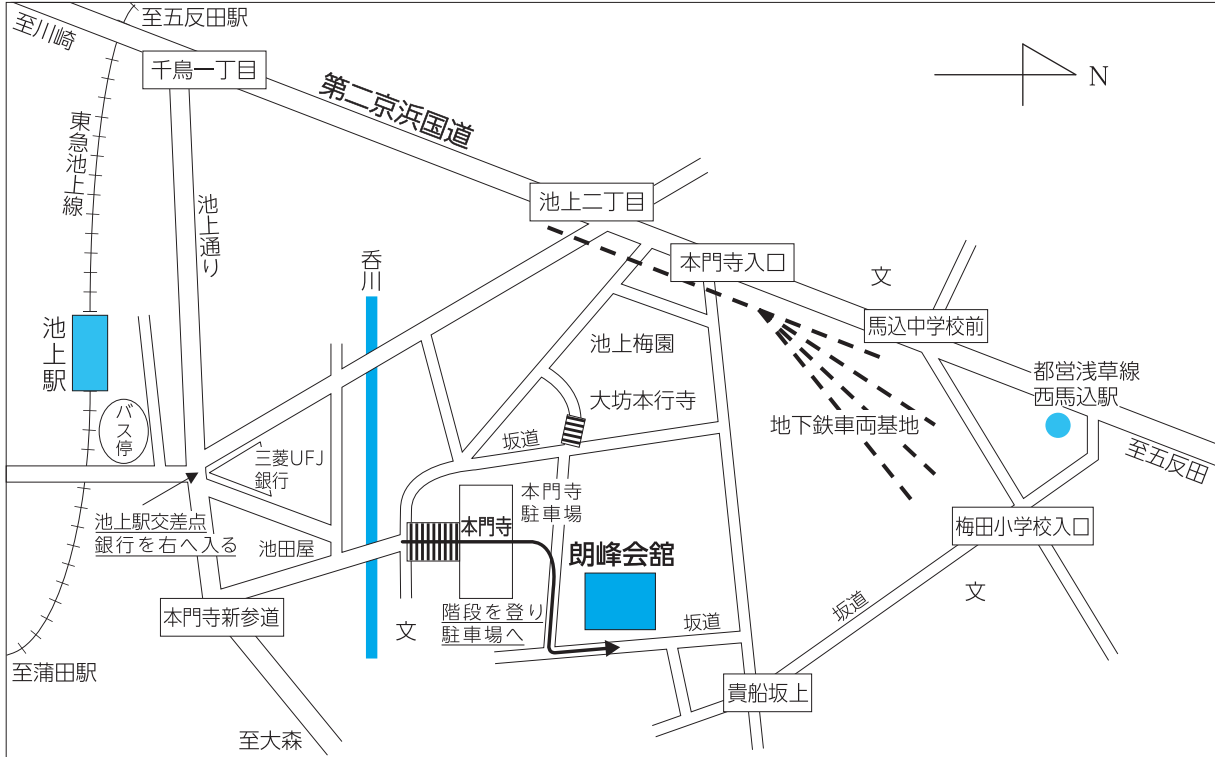 至五反田駅
至川崎
千鳥一丁目
第二京浜国道
N
東急池上線
池上通り
池上二丁目
本門寺入口
呑川
文
馬込中学校前
池上駅
池上梅園
都営浅草線
西馬込駅
大坊本行寺
バス停
地下鉄車両基地
坂道
至五反田
三菱UFJ
銀行
本門寺
駐車場
池上駅交差点
銀行を右へ入る
池田屋
本門寺
梅田小学校入口
朗峰会舘
文
坂道
本門寺新参道
文
階段を登り
駐車場へ
坂道
至蒲田駅
貴船坂上
至大森